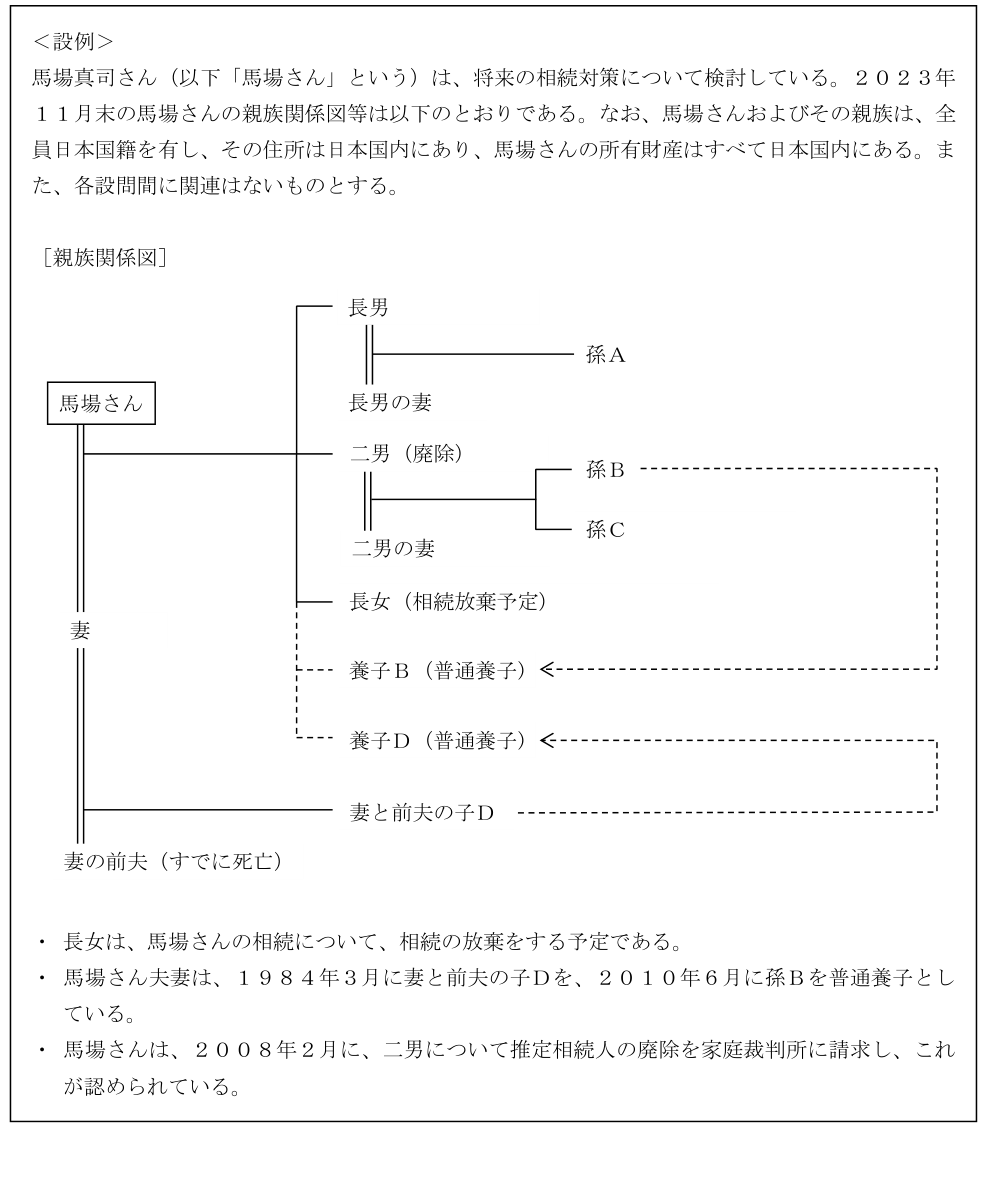 ＜設例＞
馬場真司さん（以下「馬場さん」という）は、将来の相続対策について検討している。２０２３年
１１月末の馬場さんの親族関係図等は以下のとおりである。なお、馬場さんおよびその親族は、全
員日本国籍を有し、その住所は日本国内にあり、馬場さんの所有財産はすべて日本国内にある。ま
た、各設問間に関連はないものとする。
［親族関係図］
長男
孫Ａ
長男の妻
馬場さん
二男（廃除）
孫Ｂ
孫Ｃ
二男の妻
長女（相続放棄予定）
妻
養子Ｂ（普通養子）
養子Ｄ（普通養子）
妻と前夫の子Ｄ
妻の前夫（すでに死亡）
・ 長女は、馬場さんの相続について、相続の放棄をする予定である。
・ 馬場さん夫妻は、１９８４年３月に妻と前夫の子Ｄを、２０１０年６月に孫Ｂを普通養子とし
ている。
・ 馬場さんは、２００８年２月に、二男について推定相続人の廃除を家庭裁判所に請求し、これ
が認められている。